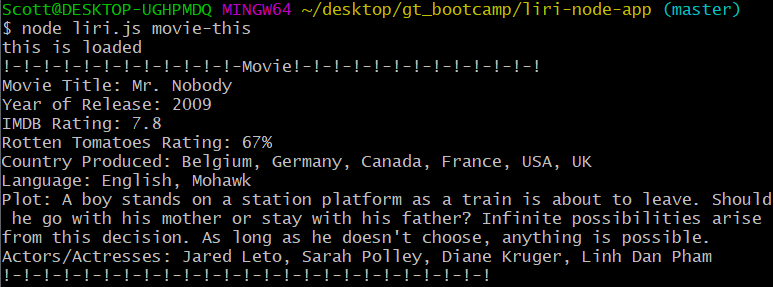 Scott@DESKTOP-UGHPMDQ MINGW64 ~/desktop/gt_bootcamp/liri-node-app (master)
$ node liri.js movie-this
this is loaded
!-!-!-!-!-!-!-!-!-!-!-!-Movie!-!-!-!-!-!-!-!-!-!-!-!-!
Movie Title: Mr. Nobody
Year of Release: 2009
IMDB Rating: 7.8
Rotten Tomatoes Rating: 67%
Country Produced: Belgium, Germany, Canada, France, USA, UK
Language: English, Mohawk
Plot: A boy stands on a station platform as a train is about to leave. Should
he go with his mother or stay with his father? Infinite possibilities arise
from this decision. As long as he doesn't choose, anything is possible.
Actors/Actresses: Jared Leto, Sarah Polley, Diane Kruger, Linh Dan Pham
!-!-!-!-!-!-!-!-!-!-!-!-!-!-!-!-!-!-!-!-!-!-!-!-!